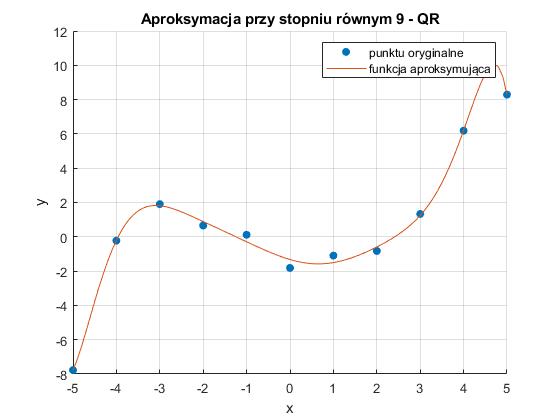 Aproksymacja przy stopniu równym 9 - QR
punktu oryginalne
funkcja aproksymująca
12
10
8
6
4
2
0
-2
-4
-6
-8
y
-5 -4 -3 -2 -1 0 1 2 3 4 5
x